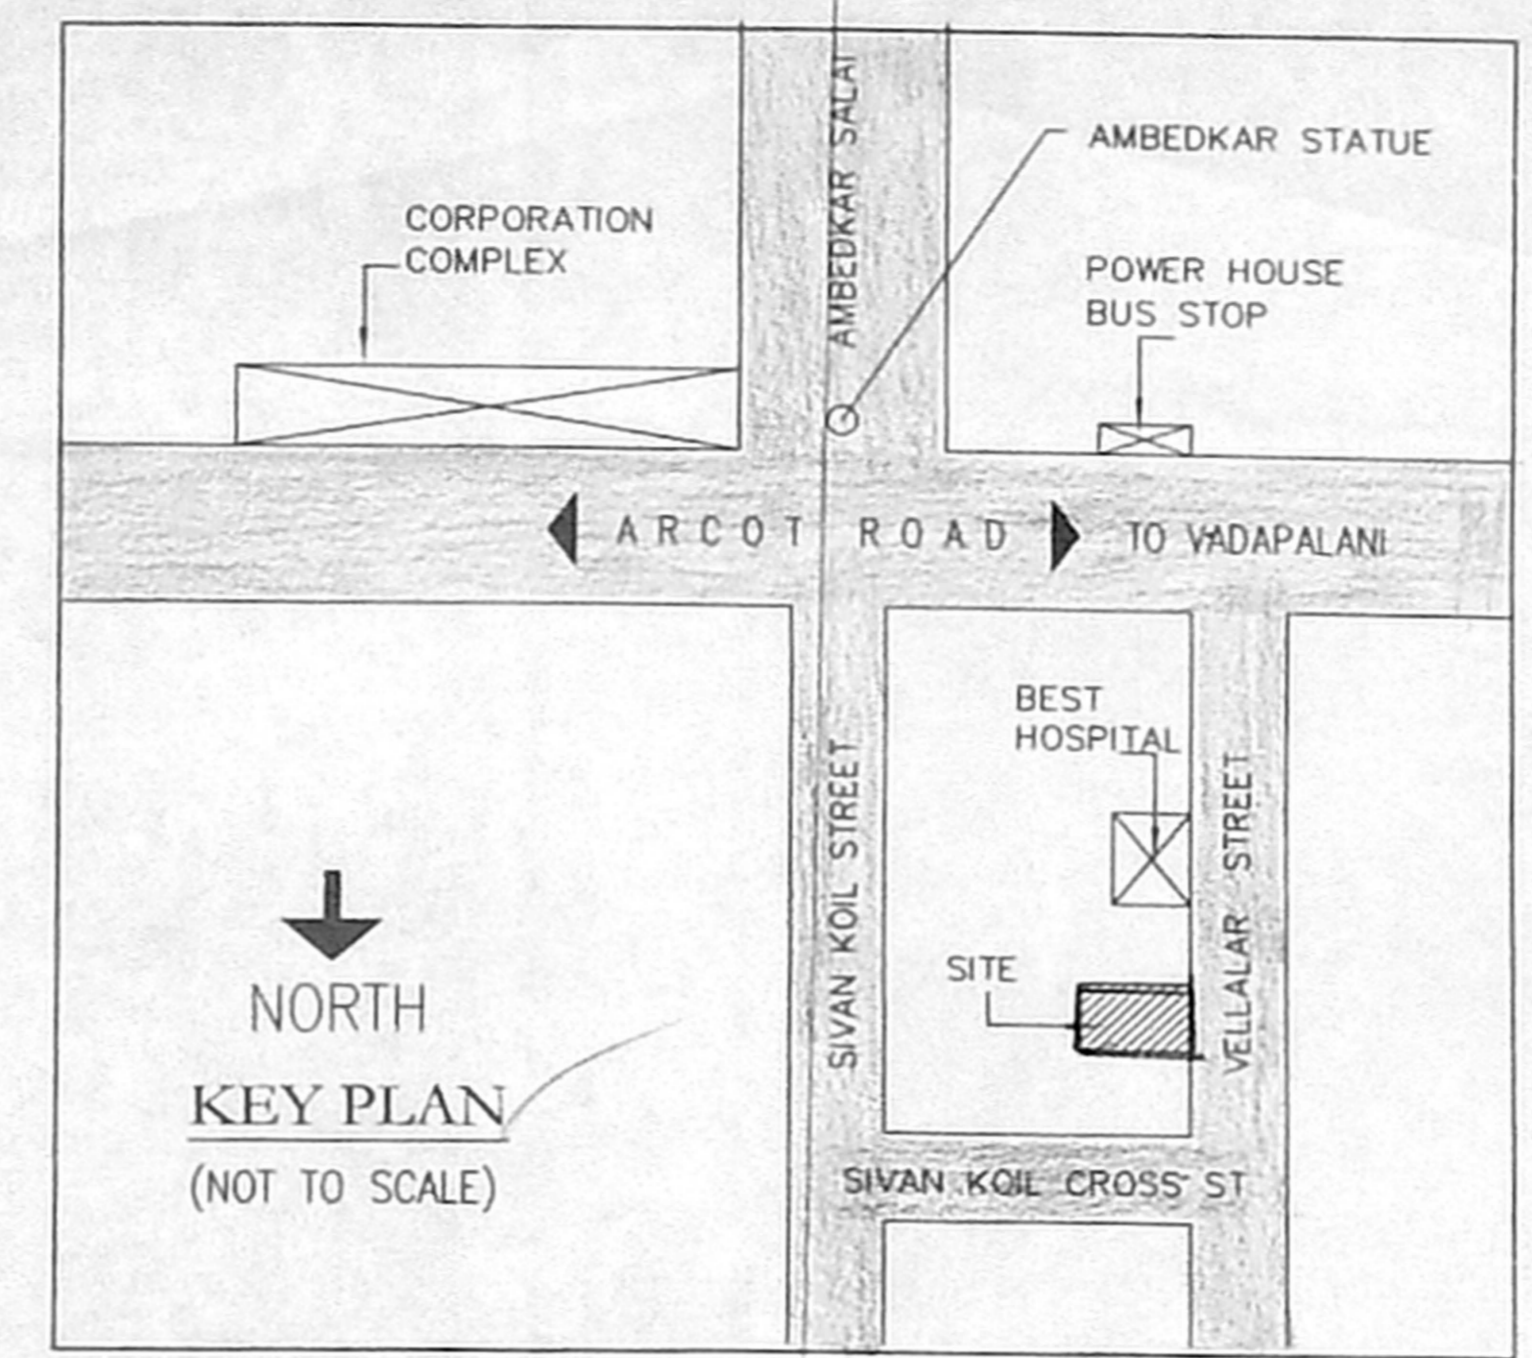 AMBEDKAR SALAI
AMBEDKAR STATUE
CORPORATION
COMPLEX
POWER HOUSE
BUS STOP
ARCOT ROAD
TO VADAPALANI
BEST
HOSPITAL
SIVAN KOIL STREET
VELLALAR STREET
SITE
NORTH
KEY PLAN
(NOT TO SCALE)
SIVAN KOIL CROSS ST